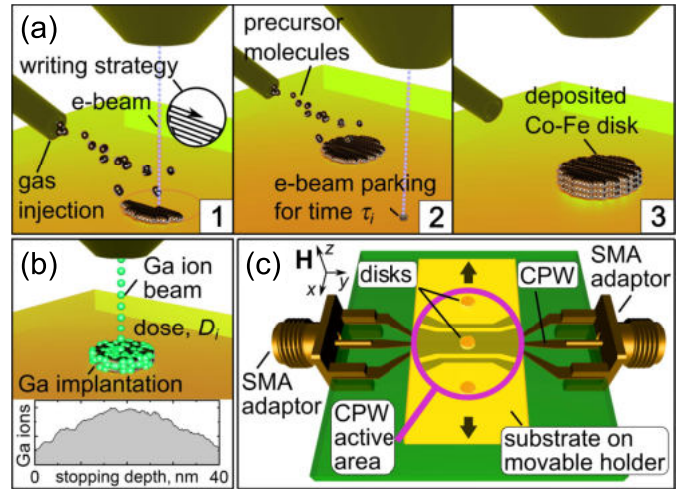 (a)
writing strategy
e-beam
gas
injection
1
precursor
molecules
e-beam parking
for time τi
2
deposited
Co-Fe disk
3
(b)
Ga ion
beam
dose, Di
Ga implantation
Ga ions
0
stopping depth, nm
40
(c)
H
z
y
x
disks
CPW
SMA
adaptor
SMA
adaptor
CPW
active
area
substrate on
movable holder